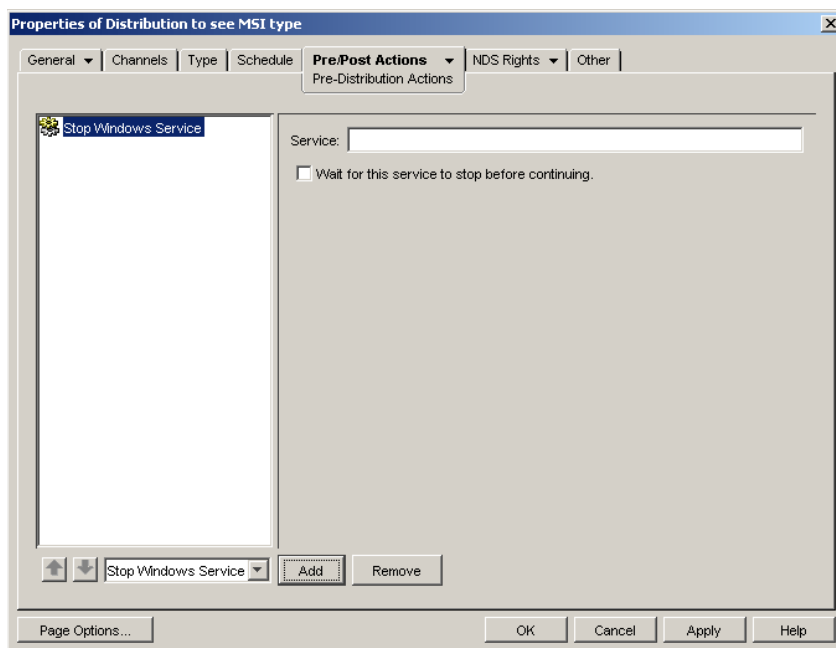 Properties of Distribution to see MSI type
General Channels Type Schedule Pre/Post Actions NDS Rights Other
Pre-Distribution Actions
Stop Windows Service
Service:
Wait for this service to stop before continuing.
Stop Windows Service Add Remove
Page Options... OK Cancel Apply Help